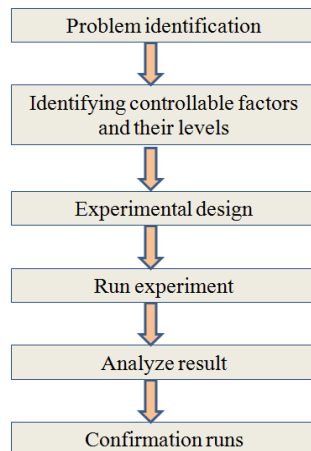 Problem identification
Identifying controllable factors
and their levels
Experimental design
Run experiment
Analyze result
Confirmation runs